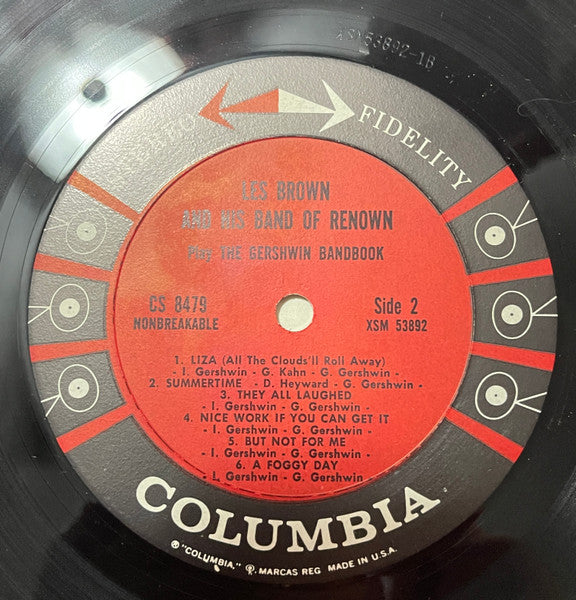 XSM53892-1B
STEREO FIDELITY
LES BROWN
AND HIS BAND OF RENOWN
Play THE GERSHWIN BANDBOOK
CS 8479
NONBREAKABLE
Side 2
XSM 53892
1. LIZA (All The Clouds'll Roll Away)
- I. Gershwin - G. Kahn - G. Gershwin -
2. SUMMERTIME - D. Heyward - G. Gershwin -
3. THEY ALL LAUGHED
- I. Gershwin - G. Gershwin -
4. NICE WORK IF YOU CAN GET IT
- I. Gershwin - G. Gershwin -
5. BUT NOT FOR ME
- I. Gershwin - G. Gershwin -
6. A FOGGY DAY
- I. Gershwin - G. Gershwin -
COLUMBIA
® "COLUMBIA," ℗, MARCAS REG MADE IN U.S.A.